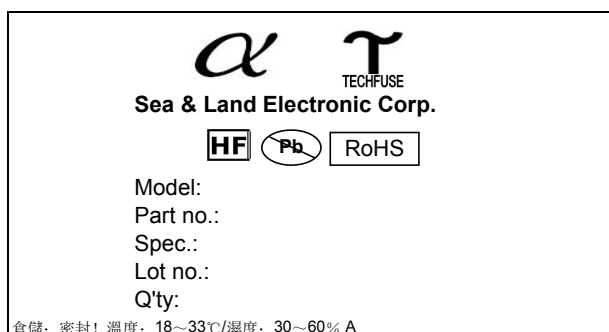 α T
TECHFUSE
Sea & Land Electronic Corp.
HF Pb RoHS
Model:
Part no.:
Spec.:
Lot no.:
Q'ty:
倉儲﹒密封﹗溫度﹒18～33℃/濕度﹒30～60% A